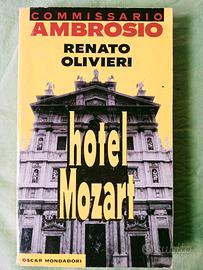 COMMISSARIO
AMBROSIO
RENATO
OLIVIERI
hotel
Mozart
OSCAR MONDADORI